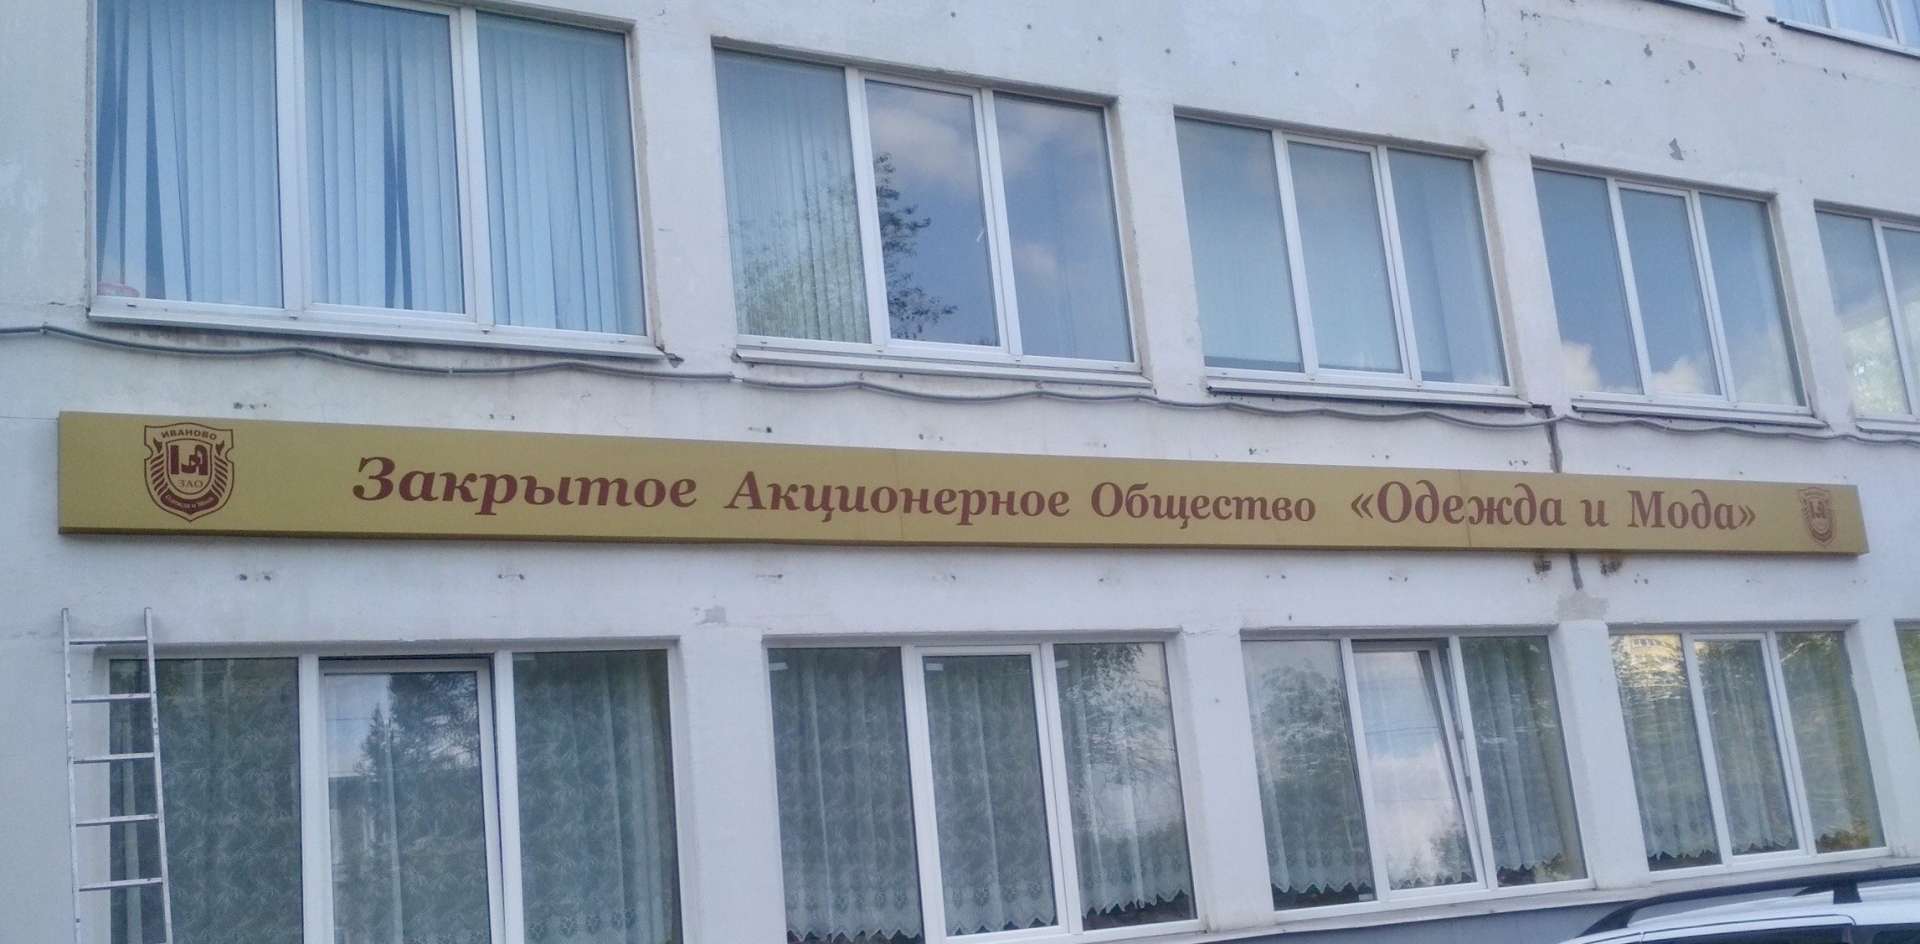 ИВАНОВО
ЗАО
Закрытое Акционерное Общество «Одежда и Мода»